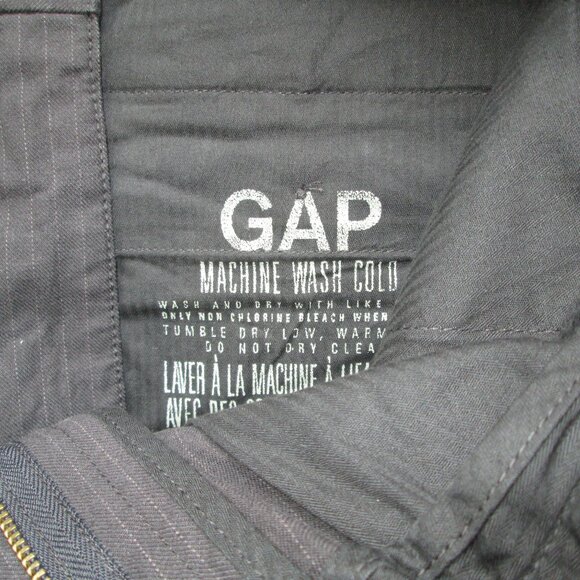 GAP
MACHINE WASH COLD
WASH AND DRY WITH LIKE
ONLY NON CHLORINE BLEACH WHEN
TUMBLE DRY LOW, WARM
DO NOT DRY CLEA
LAVER À LA MACHINE À
AVEC DES